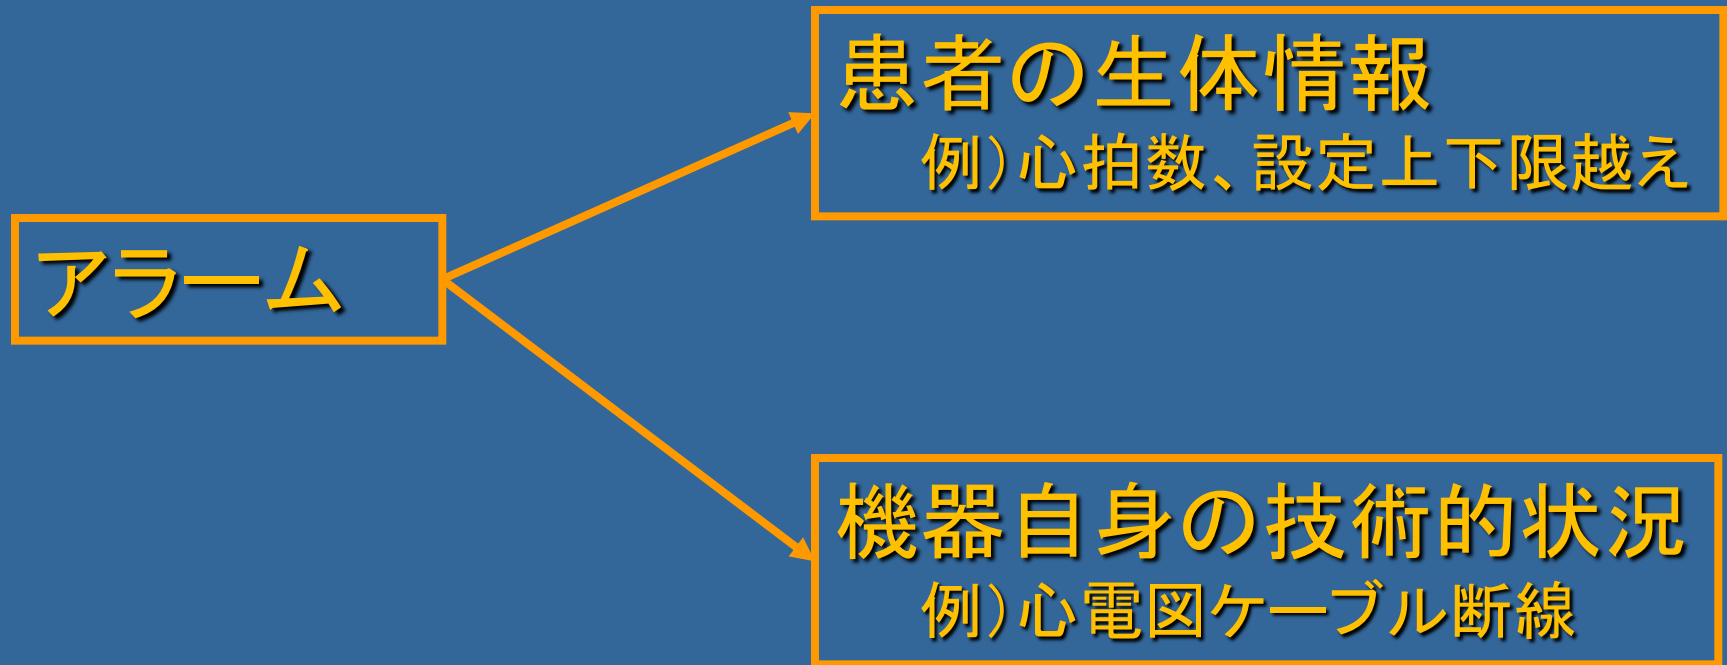 患者の生体情報
例）心拍数、設定上下限越え
アラーム
機器自身の技術的状況
例）心電図ケーブル断線